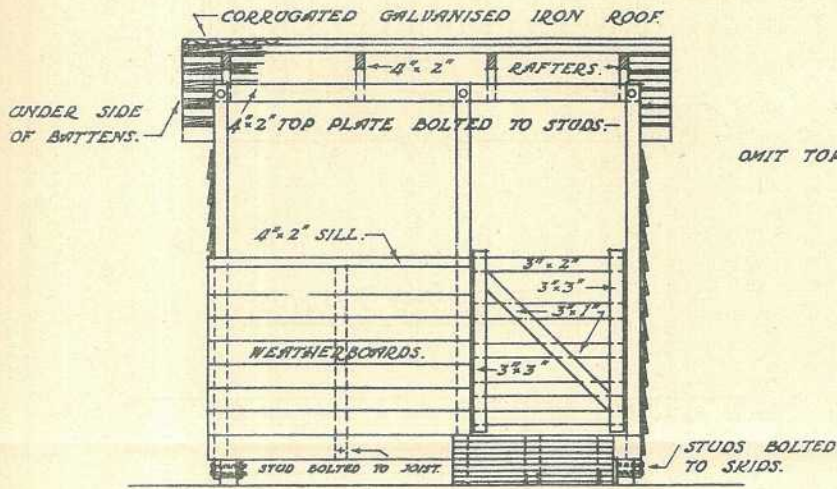 CORRUGATED GALVANISED IRON ROOF.
4"x 2"
RAFTERS.
UNDER SIDE
OF BATTENS.
4"x 2" TOP PLATE BOLTED TO STUDS.
OMIT TOP
4"x 2" SILL.
3"x 2"
3"x 3"
3"x 1"
WEATHERBOARDS.
3"x 3"
STUD BOLTED TO JOIST.
STUDS BOLTED
TO SKIDS.